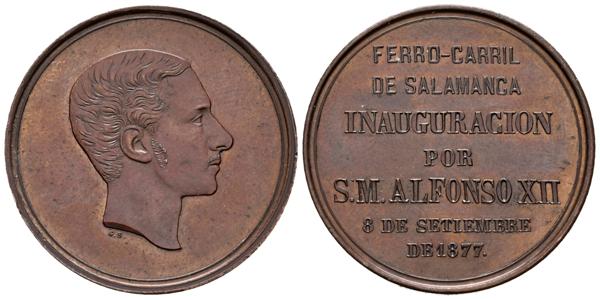 G.S.
FERRO-CARRIL
DE SALAMANCA
INAUGURACION
POR
S.M. ALFONSO XII
8 DE SETIEMBRE
DE 1877.